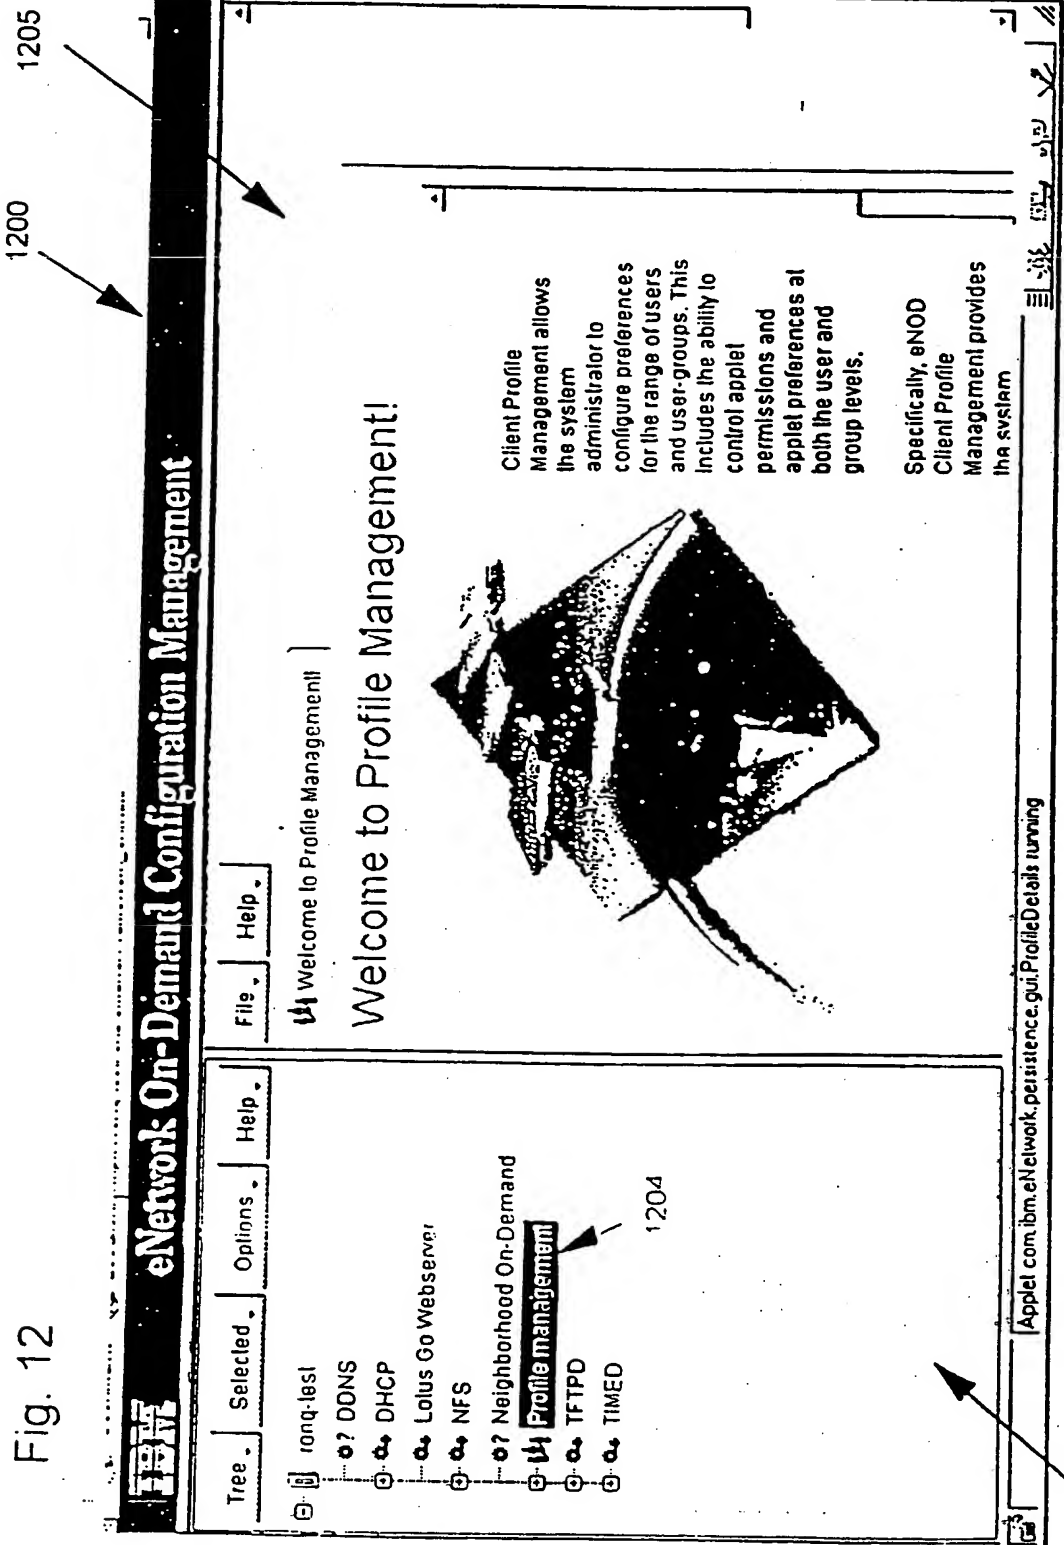 Fig. 12
1200
1205
IBM eNetwork On-Demand Configuration Management
Tree Selected Options Help
File Help
ronq-test
? DDNS
DHCP
Lotus Go Webserver
NFS
? Neighborhood On-Demand
Profile management
TFTPD
TIMED
1204
Welcome to Profile Management!!
Welcome to Profile Management!
Client Profile
Management allows
the system
administrator to
configure preferences
for the range of users
and user-groups. This
includes the ability to
control applet
permissions and
applet preferences at
both the user and
group levels.
Specifically, eNOD
Client Profile
Management provides
the system
Applet com.ibm.eNetwork.persistence.gui.ProfileDetails running